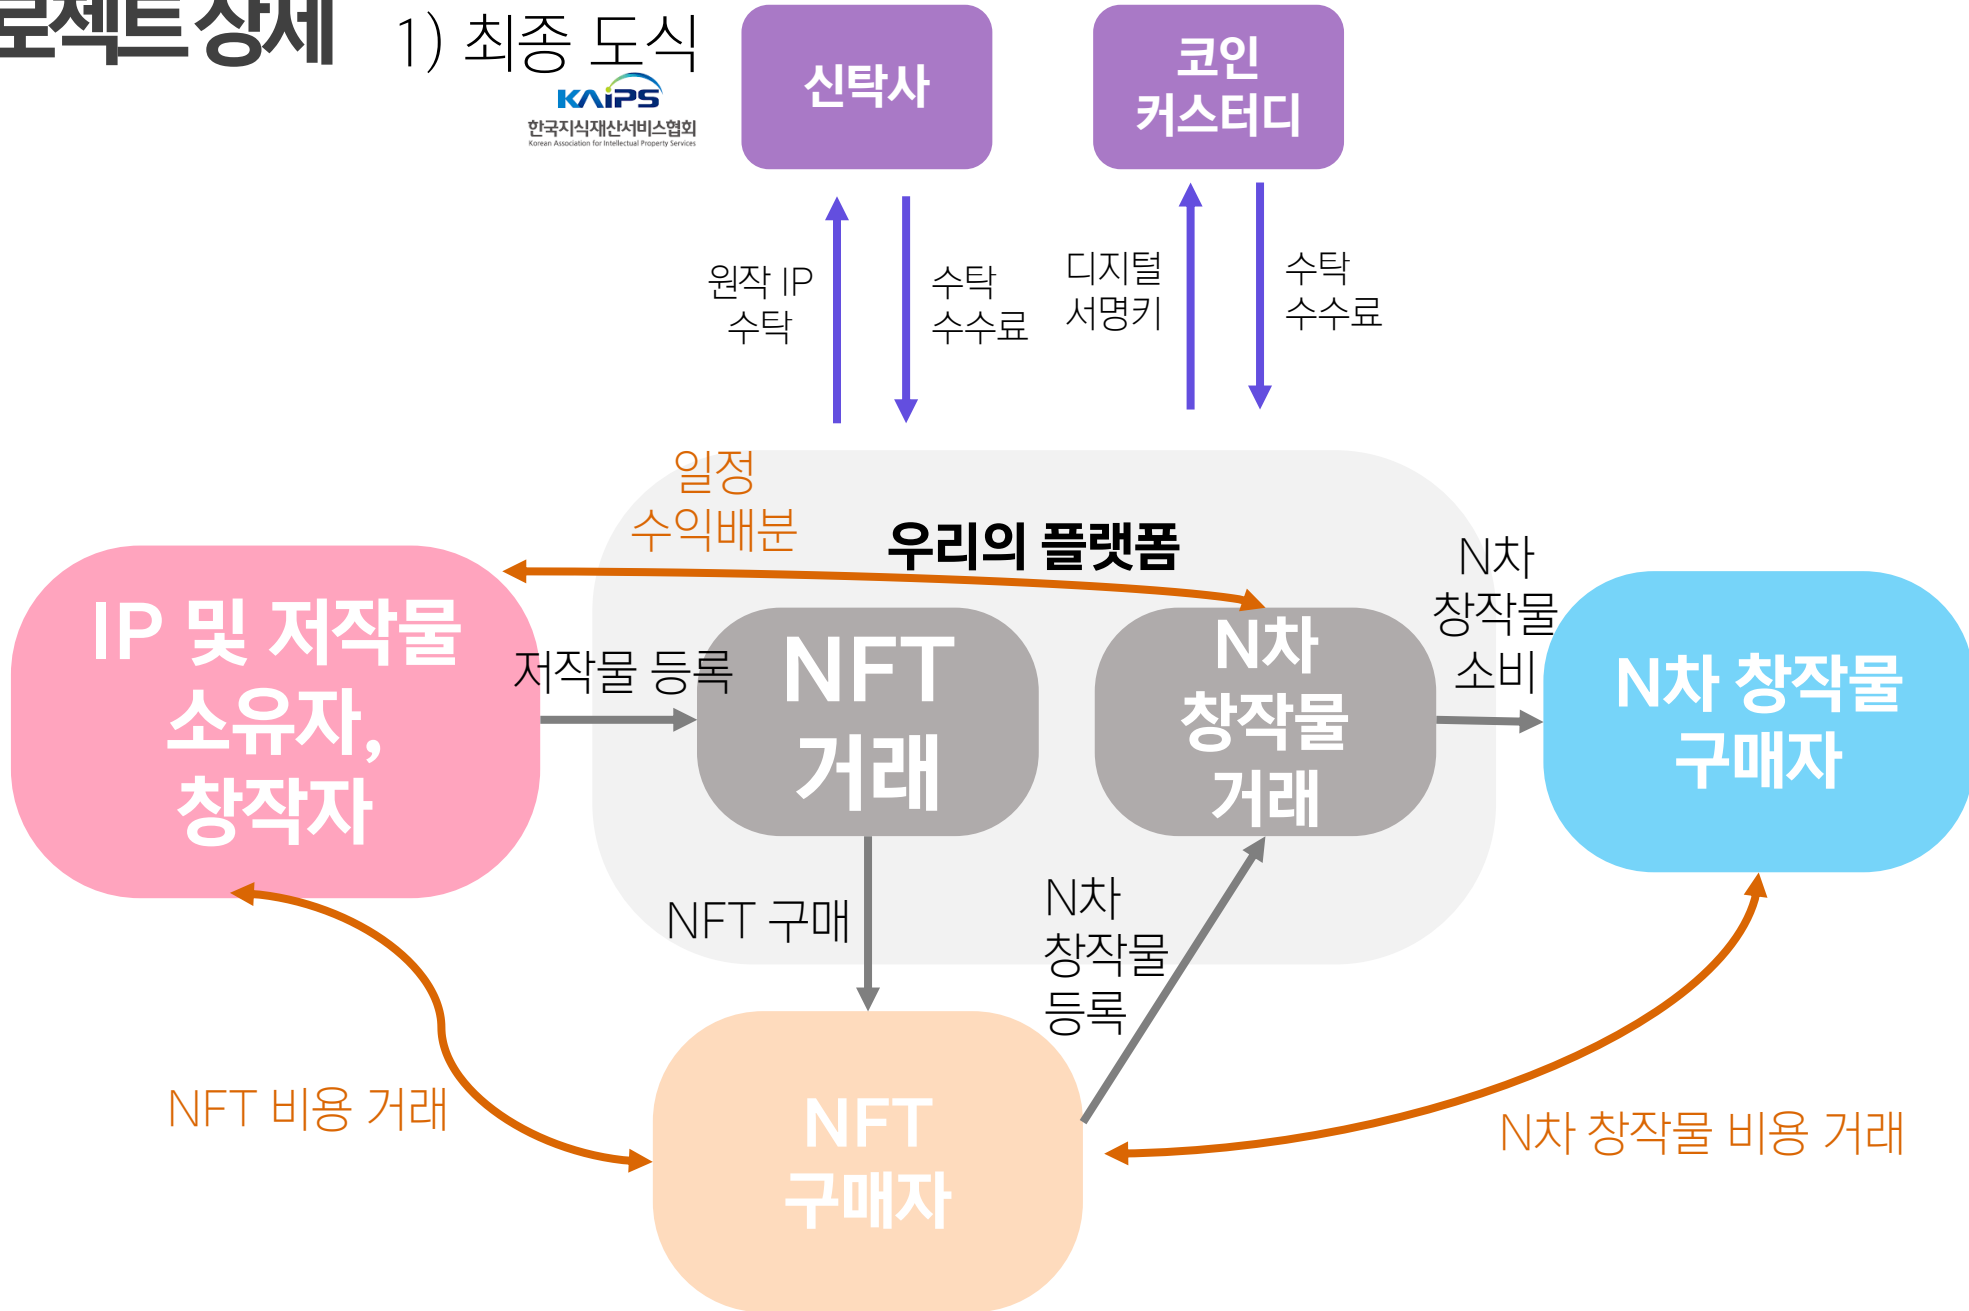 로젝트 상세
1) 최종 도식
KAiPS
한국지식재산서비스협회
Korean Association for Intellectual Property Services
신탁사
코인
커스터디
원작 IP
수탁
수탁
수수료
디지털
서명키
수탁
수수료
일정
수익배분
우리의 플랫폼
N차
창작물
소비
IP 및 저작물
소유자,
창작자
저작물 등록
NFT
거래
N차
창작물
거래
N차 창작물
구매자
NFT 구매
N차
창작물
등록
NFT 비용 거래
NFT
구매자
N차 창작물 비용 거래